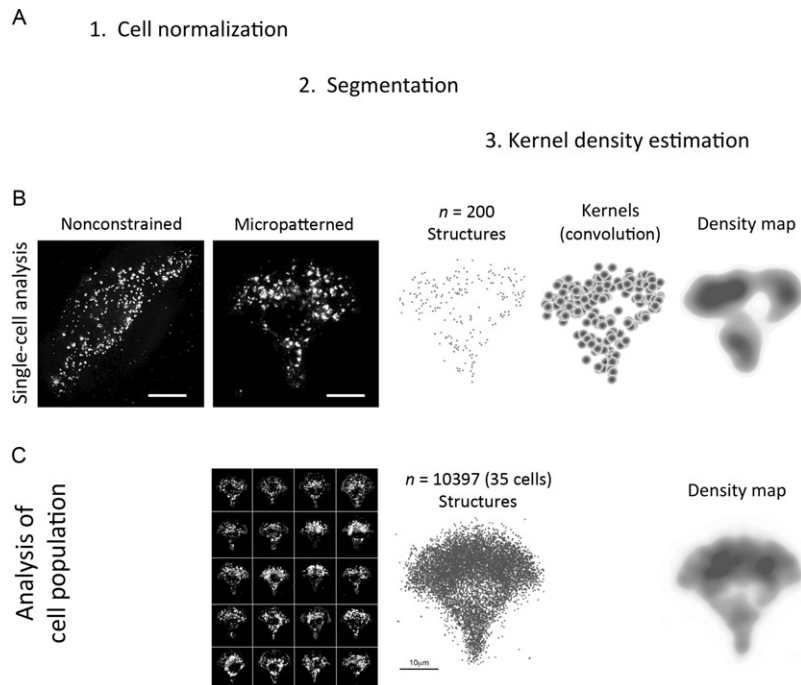 A
1. Cell normalization
2. Segmentation
3. Kernel density estimation
B
Single-cell analysis
Nonconstrained
Micropatterned
n = 200
Structures
Kernels
(convolution)
Density map
C
Analysis of
cell population
n = 10397 (35 cells)
Structures
10μm
Density map